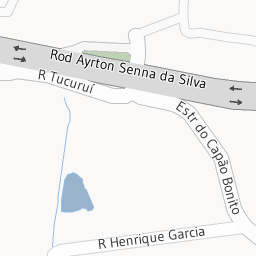 Rod Ayrton Senna da Silva
R Tucuruí
Estr do Capão Bonito
R Henrique Garcia